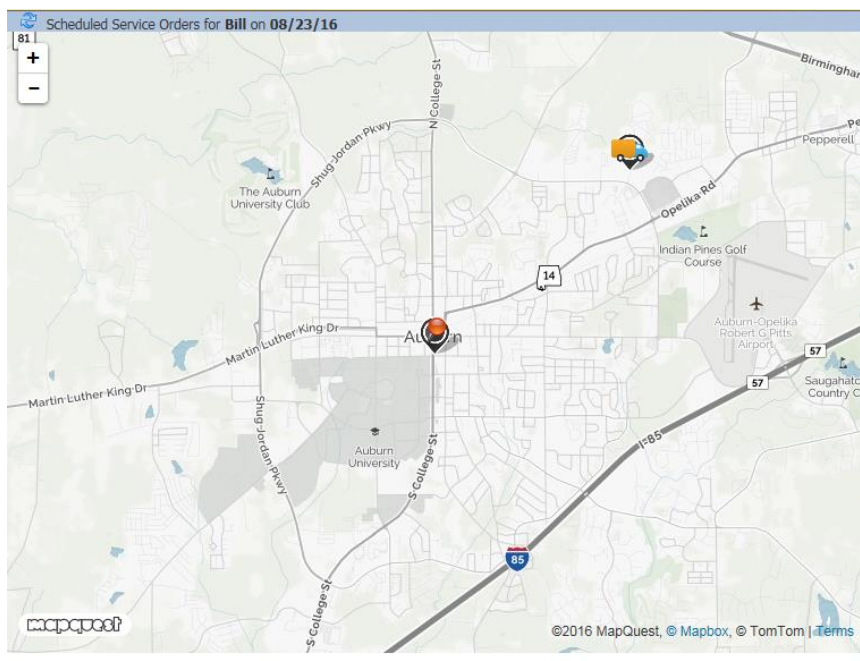 Scheduled Service Orders for Bill on 08/23/16
81
+
−
Birmingham
N College St
Shug Jordan Pkwy
Pepperell
The Auburn
University Club
Opelika Rd
Indian Pines Golf
Course
14
Auburn-Opelika
Robert G Pitts
Airport
Martin Luther King Dr
57
57
Martin Luther King Dr
Saugahatc
Country C
Shug Jordan Pkwy
Auburn
University
S College St
I-85
85
S College St
mapquest
©2016 MapQuest, © Mapbox, © TomTom | Terms